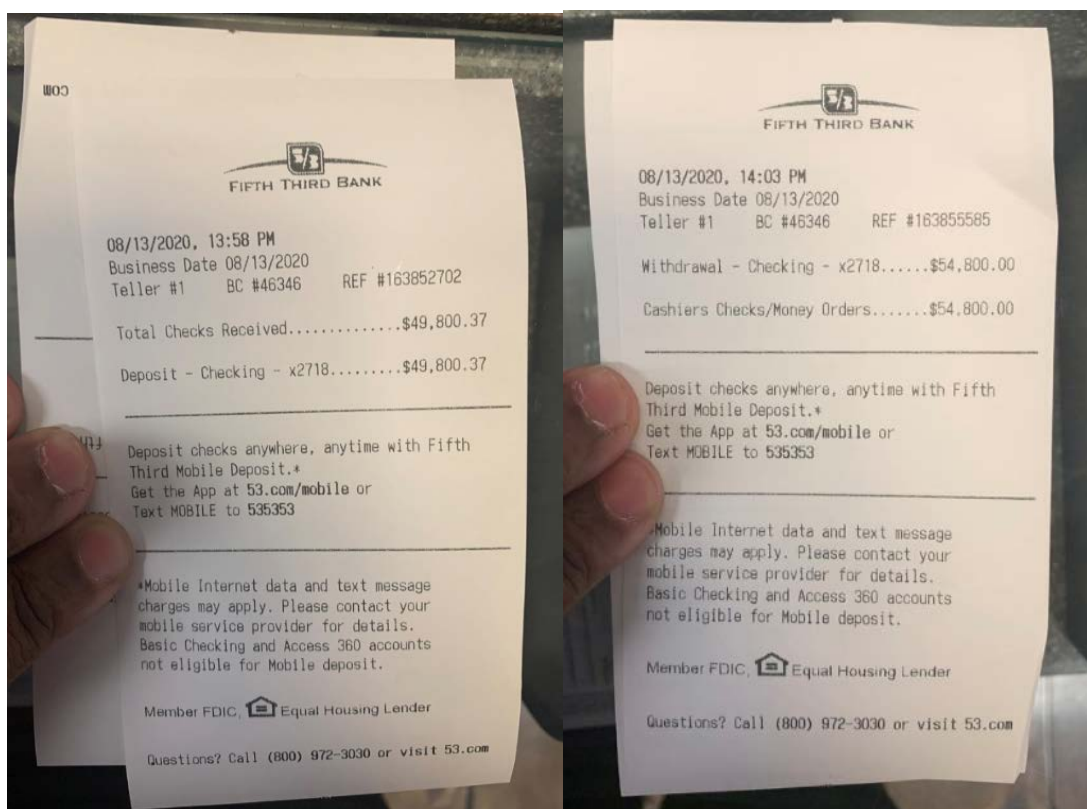 COM
5/3
FIFTH THIRD BANK
08/13/2020, 13:58 PM
Business Date 08/13/2020
Teller #1 BC #46346 REF #163852702
Total Checks Received..............$49,800.37
Deposit - Checking - x2718.........$49,800.37
Deposit checks anywhere, anytime with Fifth
Third Mobile Deposit.*
Get the App at 53.com/mobile or
Text MOBILE to 535353
*Mobile Internet data and text message
charges may apply. Please contact your
mobile service provider for details.
Basic Checking and Access 360 accounts
not eligible for Mobile deposit.
Member FDIC, Equal Housing Lender
Questions? Call (800) 972-3030 or visit 53.com
5/3
FIFTH THIRD BANK
08/13/2020, 14:03 PM
Business Date 08/13/2020
Teller #1 BC #46346 REF #163855585
Withdrawal - Checking - x2718......$54,800.00
Cashiers Checks/Money Orders.......$54,800.00
Deposit checks anywhere, anytime with Fifth
Third Mobile Deposit.*
Get the App at 53.com/mobile or
Text MOBILE to 535353
*Mobile Internet data and text message
charges may apply. Please contact your
mobile service provider for details.
Basic Checking and Access 360 accounts
not eligible for Mobile deposit.
Member FDIC, Equal Housing Lender
Questions? Call (800) 972-3030 or visit 53.com